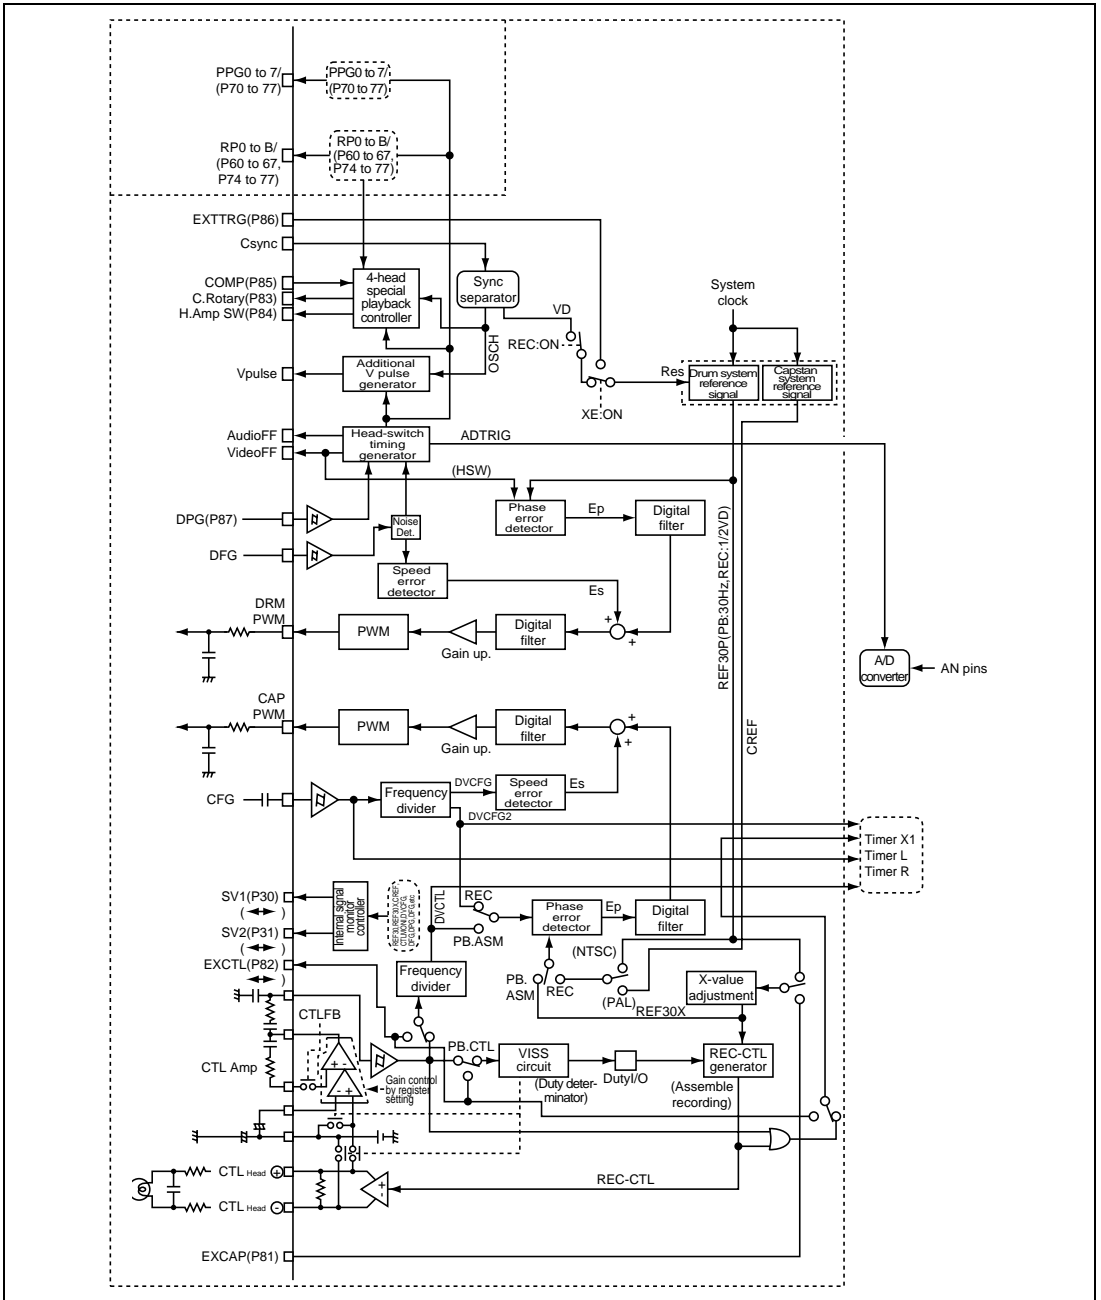 PPG0 to 7/
(P70 to 77)
PPG0 to 7/
(P70 to 77)
RP0 to B/
(P60 to 67,
P74 to 77)
RP0 to B/
(P60 to 67,
P74 to 77)
EXTTRG(P86)
Csync
COMP(P85)
C.Rotary(P83)
H.Amp SW(P84)
4-head
special
playback
controller
Sync
separator
System
clock
VD
REC:ON
OSCH
Vpulse
Additional
V pulse
generator
Res
Drum system
reference
signal
Capstan
system
reference
signal
XE:ON
AudioFF
VideoFF
Head-switch
timing
generator
ADTRIG
(HSW)
DPG(P87)
Noise
Det.
Phase
error
detector
Ep
Digital
filter
DFG
Speed
error
detector
Es
REF30P(PB:30Hz,REC:1/2VD)
DRM
PWM
PWM
Gain up.
Digital
filter
+
+
A/D
converter
AN pins
CAP
PWM
PWM
Gain up.
Digital
filter
+
+
CREF
CFG
Frequency
divider
DVCFG
Speed
error
detector
Es
DVCFG2
Timer X1
Timer L
Timer R
SV1(P30)
( )
SV2(P31)
( )
Internal signal
monitor
controller
DVCTL
REC
PB.ASM
Phase
error
detector
Ep
Digital
filter
(NTSC)
EXCTL(P82)
( )
Frequency
divider
PB.
ASM
REC
(PAL)
REF30X
X-value
adjustment
CTLFB
CTL Amp
+ -
- +
Gain control
by register
setting
PB.CTL
VISS
circuit
(Duty deter-
minator)
DutyI/O
REC-CTL
generator
(Assemble
recording)
CTL Head +
CTL Head -
+
-
REC-CTL
EXCAP(P81)